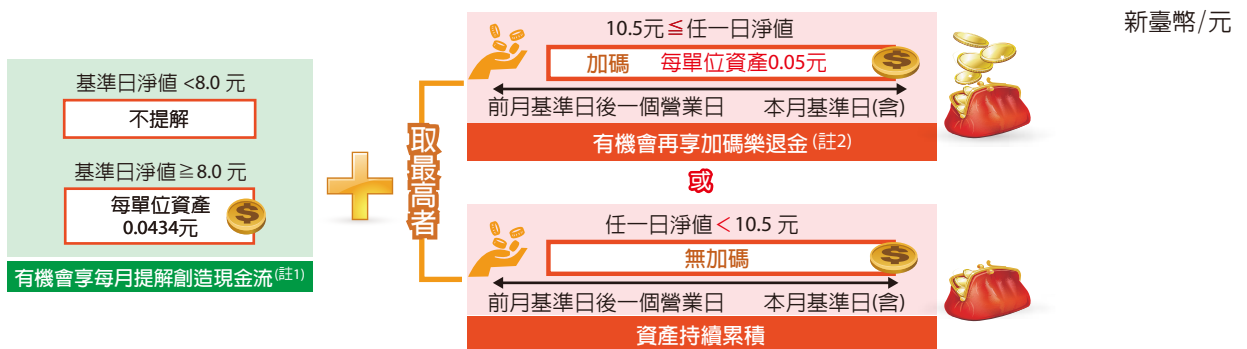 新臺幣/元
基準日淨值 <8.0 元
不提解
基準日淨值≧8.0 元
每單位資產
0.0434元
有機會享每月提解創造現金流(註1)
取最高者
10.5元≦任一日淨值
加碼 每單位資產0.05元
前月基準日後一個營業日 本月基準日(含)
有機會再享加碼樂退金(註2)
或
任一日淨值<10.5 元
無加碼
前月基準日後一個營業日 本月基準日(含)
資產持續累積